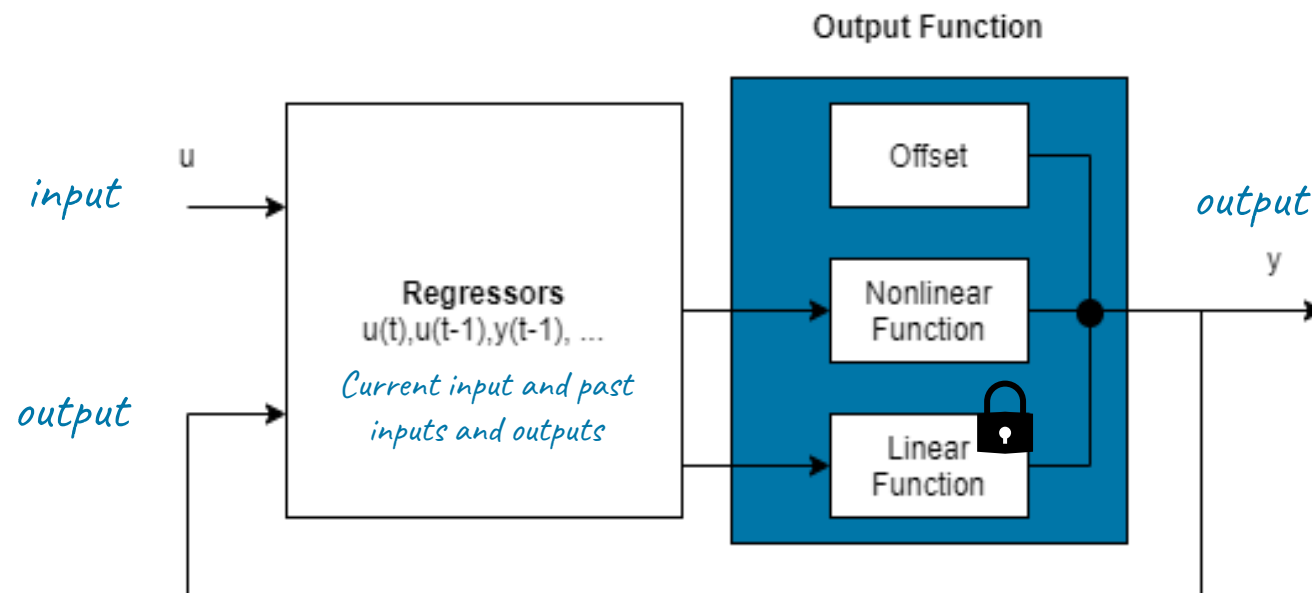 Output Function
u
input
output
Regressors
u(t),u(t-1),y(t-1), ...
Current input and past
inputs and outputs
Offset
Nonlinear
Function
Linear
Function
output
y